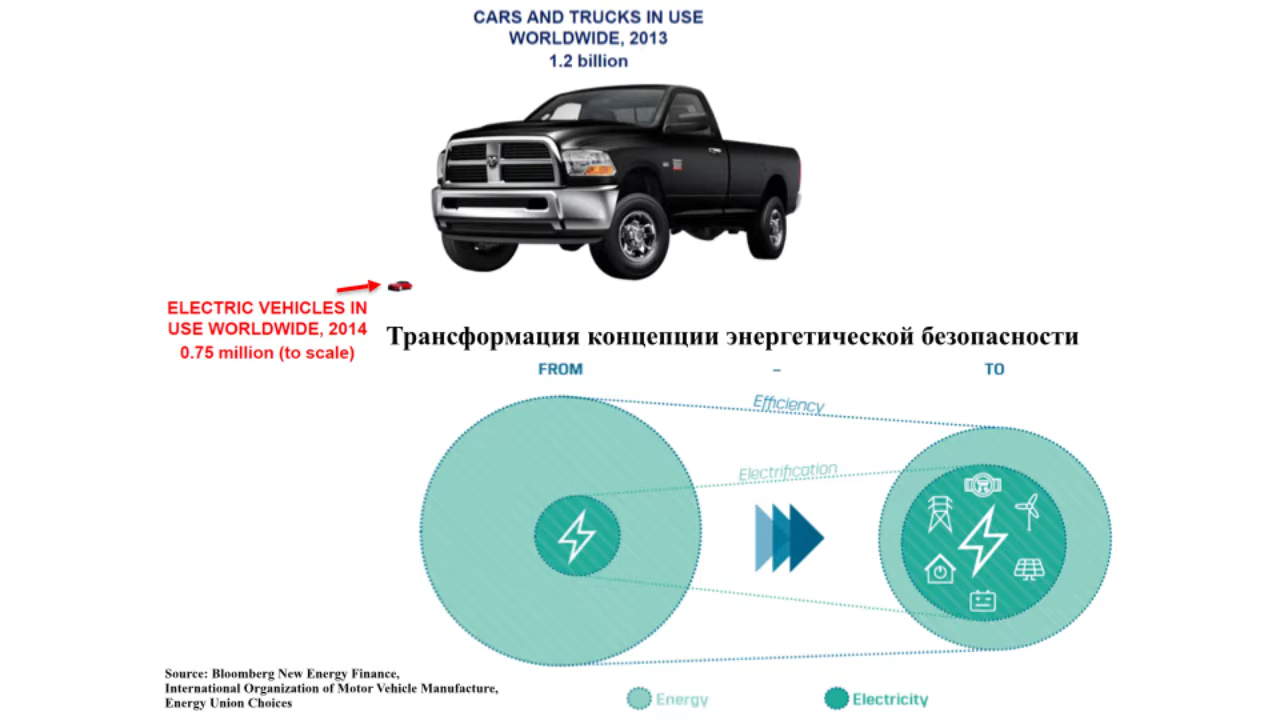 CARS AND TRUCKS IN USE
WORLDWIDE, 2013
1.2 billion
ELECTRIC VEHICLES IN
USE WORLDWIDE, 2014
0.75 million (to scale)
Трансформация концепции энергетической безопасности
FROM – TO
Efficiency
Electrification
Source: Bloomberg New Energy Finance,
International Organization of Motor Vehicle Manufacture,
Energy Union Choices
Energy Electricity